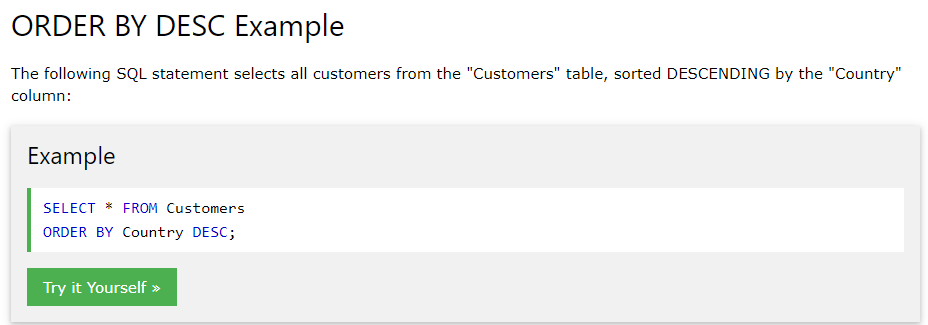 ORDER BY DESC Example
The following SQL statement selects all customers from the "Customers" table, sorted DESCENDING by the "Country"
column:
Example
SELECT * FROM Customers
ORDER BY Country DESC;
Try it Yourself »